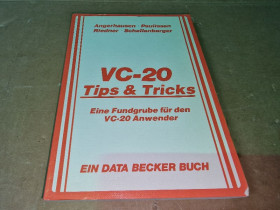 Angerhausen Paulissen
Riedner Schellenberger
VC-20
Tips & Tricks
Eine Fundgrube für den
VC-20 Anwender
EIN DATA BECKER BUCH